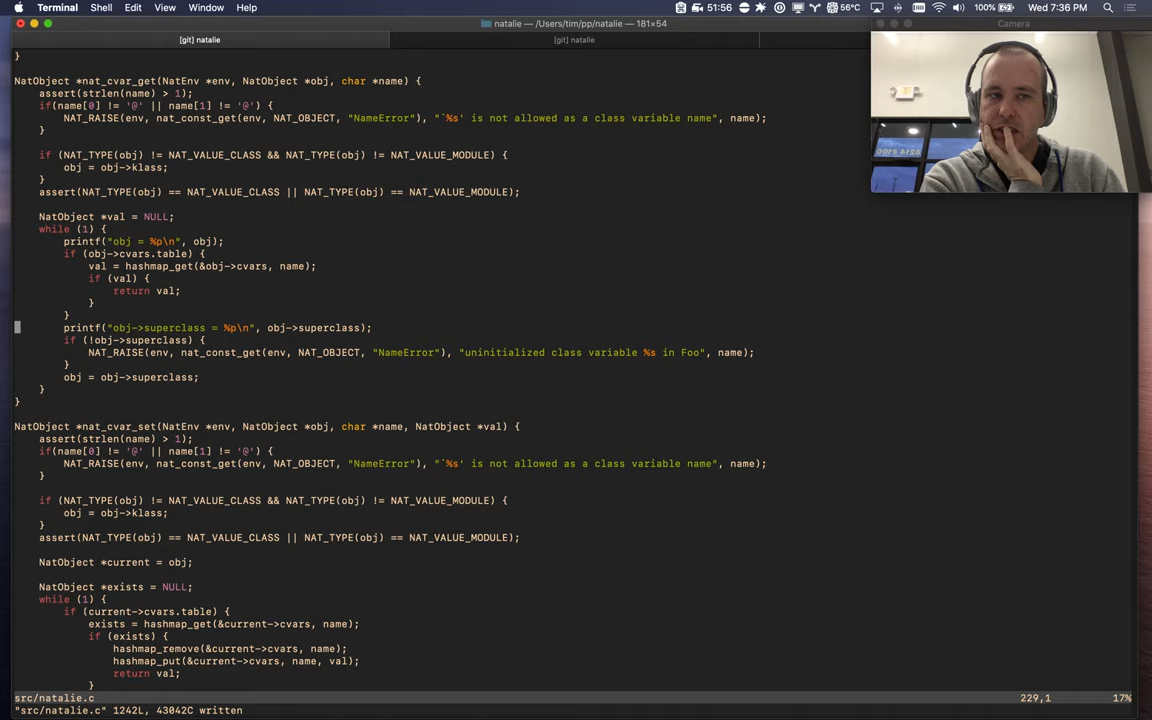 Terminal Shell Edit View Window Help 51:56 56°C 100% Wed 7:36 PM
natalie — /Users/tim/pp/natalie — 181×54 Camera
[git] natalie [git] natalie
}
NatObject *nat_cvar_get(NatEnv *env, NatObject *obj, char *name) {
assert(strlen(name) > 1);
if(name[0] != '@' || name[1] != '@') {
NAT_RAISE(env, nat_const_get(env, NAT_OBJECT, "NameError"), "`%s' is not allowed as a class variable name", name);
}
if (NAT_TYPE(obj) != NAT_VALUE_CLASS && NAT_TYPE(obj) != NAT_VALUE_MODULE) {
obj = obj->klass;
}
assert(NAT_TYPE(obj) == NAT_VALUE_CLASS || NAT_TYPE(obj) == NAT_VALUE_MODULE);
NatObject *val = NULL;
while (1) {
printf("obj = %p\n", obj);
if (obj->cvars.table) {
val = hashmap_get(&obj->cvars, name);
if (val) {
return val;
}
}
printf("obj->superclass = %p\n", obj->superclass);
if (!obj->superclass) {
NAT_RAISE(env, nat_const_get(env, NAT_OBJECT, "NameError"), "uninitialized class variable %s in Foo", name);
}
obj = obj->superclass;
}
}
NatObject *nat_cvar_set(NatEnv *env, NatObject *obj, char *name, NatObject *val) {
assert(strlen(name) > 1);
if(name[0] != '@' || name[1] != '@') {
NAT_RAISE(env, nat_const_get(env, NAT_OBJECT, "NameError"), "`%s' is not allowed as a class variable name", name);
}
if (NAT_TYPE(obj) != NAT_VALUE_CLASS && NAT_TYPE(obj) != NAT_VALUE_MODULE) {
obj = obj->klass;
}
assert(NAT_TYPE(obj) == NAT_VALUE_CLASS || NAT_TYPE(obj) == NAT_VALUE_MODULE);
NatObject *current = obj;
NatObject *exists = NULL;
while (1) {
if (current->cvars.table) {
exists = hashmap_get(&current->cvars, name);
if (exists) {
hashmap_remove(&current->cvars, name);
hashmap_put(&current->cvars, name, val);
return val;
}
src/natalie.c 229,1 17%
"src/natalie.c" 1242L, 43042C written